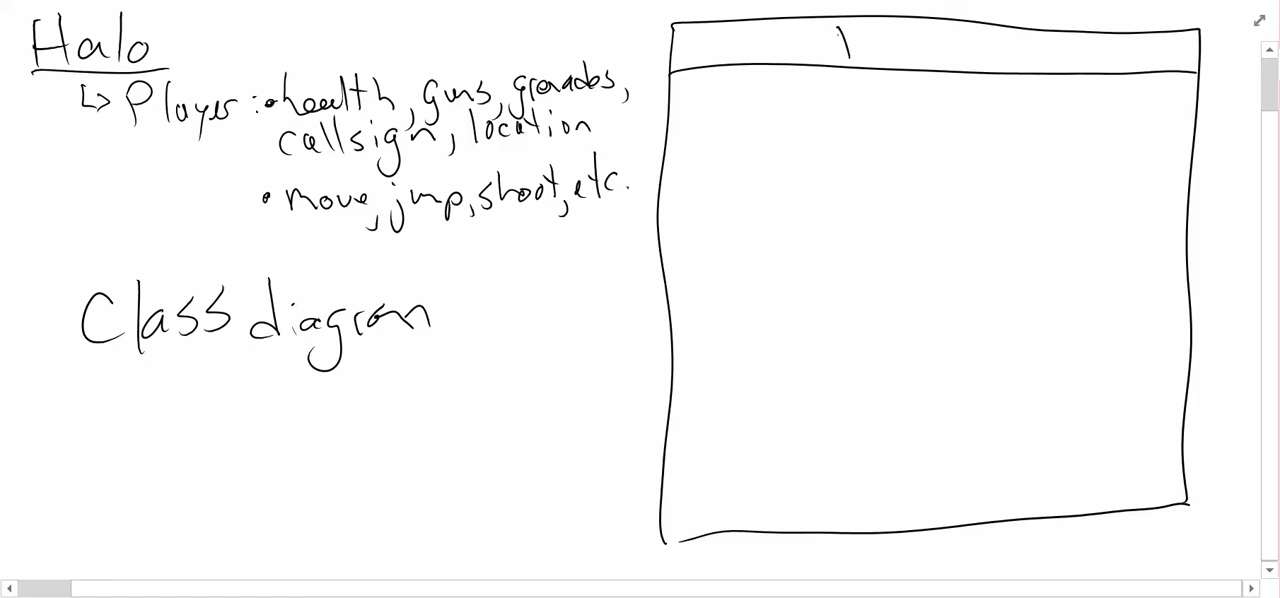 Halo
↳ Player: • health, guns, grenades,
callsign, location
• move, jump, shoot, etc.
Class diagram